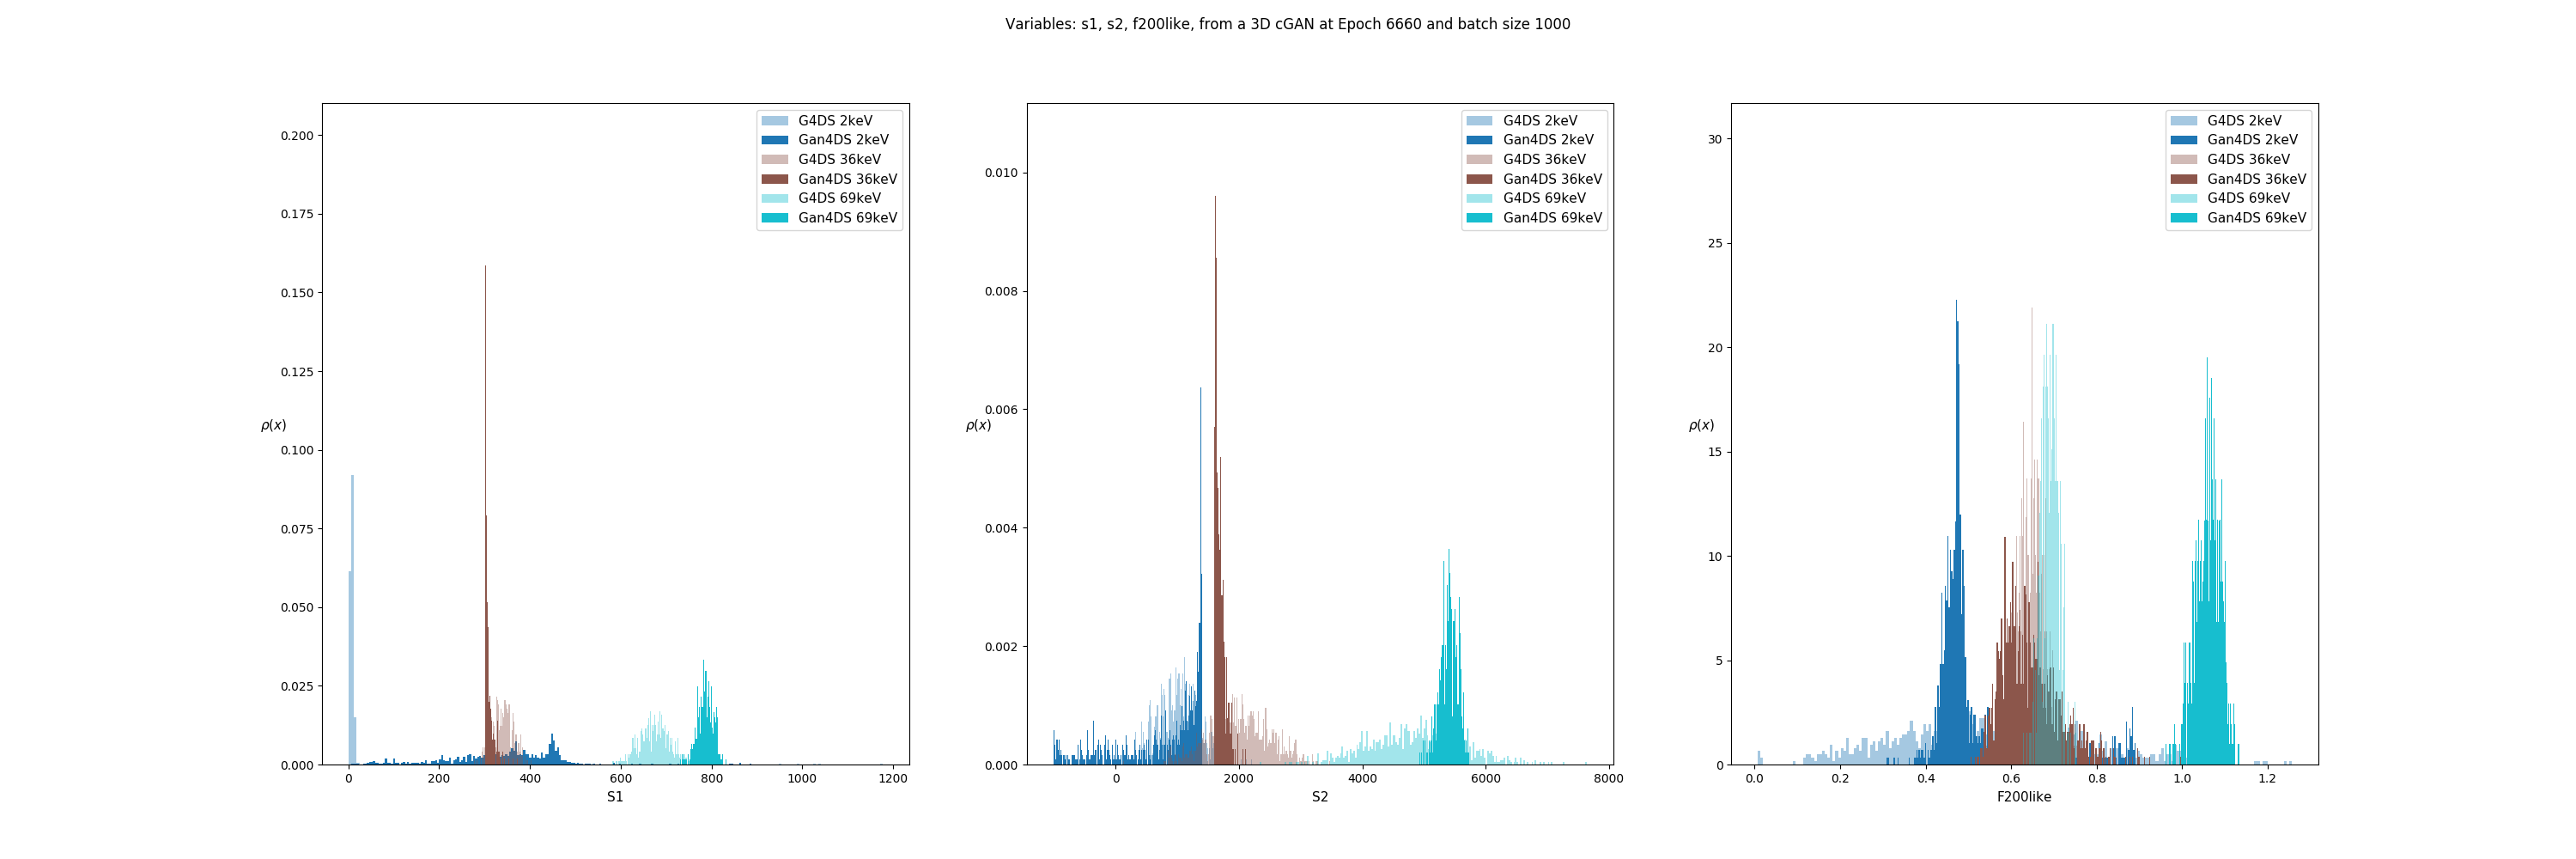 Variables: s1, s2, f200like, from a 3D cGAN at Epoch 6660 and batch size 1000
0.200
0.175
0.150
0.125
0.100
0.075
0.050
0.025
0.000
ρ(x)
0
200
400
600
800
1000
1200
S1
G4DS 2keV
Gan4DS 2keV
G4DS 36keV
Gan4DS 36keV
G4DS 69keV
Gan4DS 69keV
0.010
0.008
0.006
0.004
0.002
0.000
ρ(x)
0
2000
4000
6000
8000
S2
G4DS 2keV
Gan4DS 2keV
G4DS 36keV
Gan4DS 36keV
G4DS 69keV
Gan4DS 69keV
30
25
20
15
10
5
0
ρ(x)
0.0
0.2
0.4
0.6
0.8
1.0
1.2
F200like
G4DS 2keV
Gan4DS 2keV
G4DS 36keV
Gan4DS 36keV
G4DS 69keV
Gan4DS 69keV